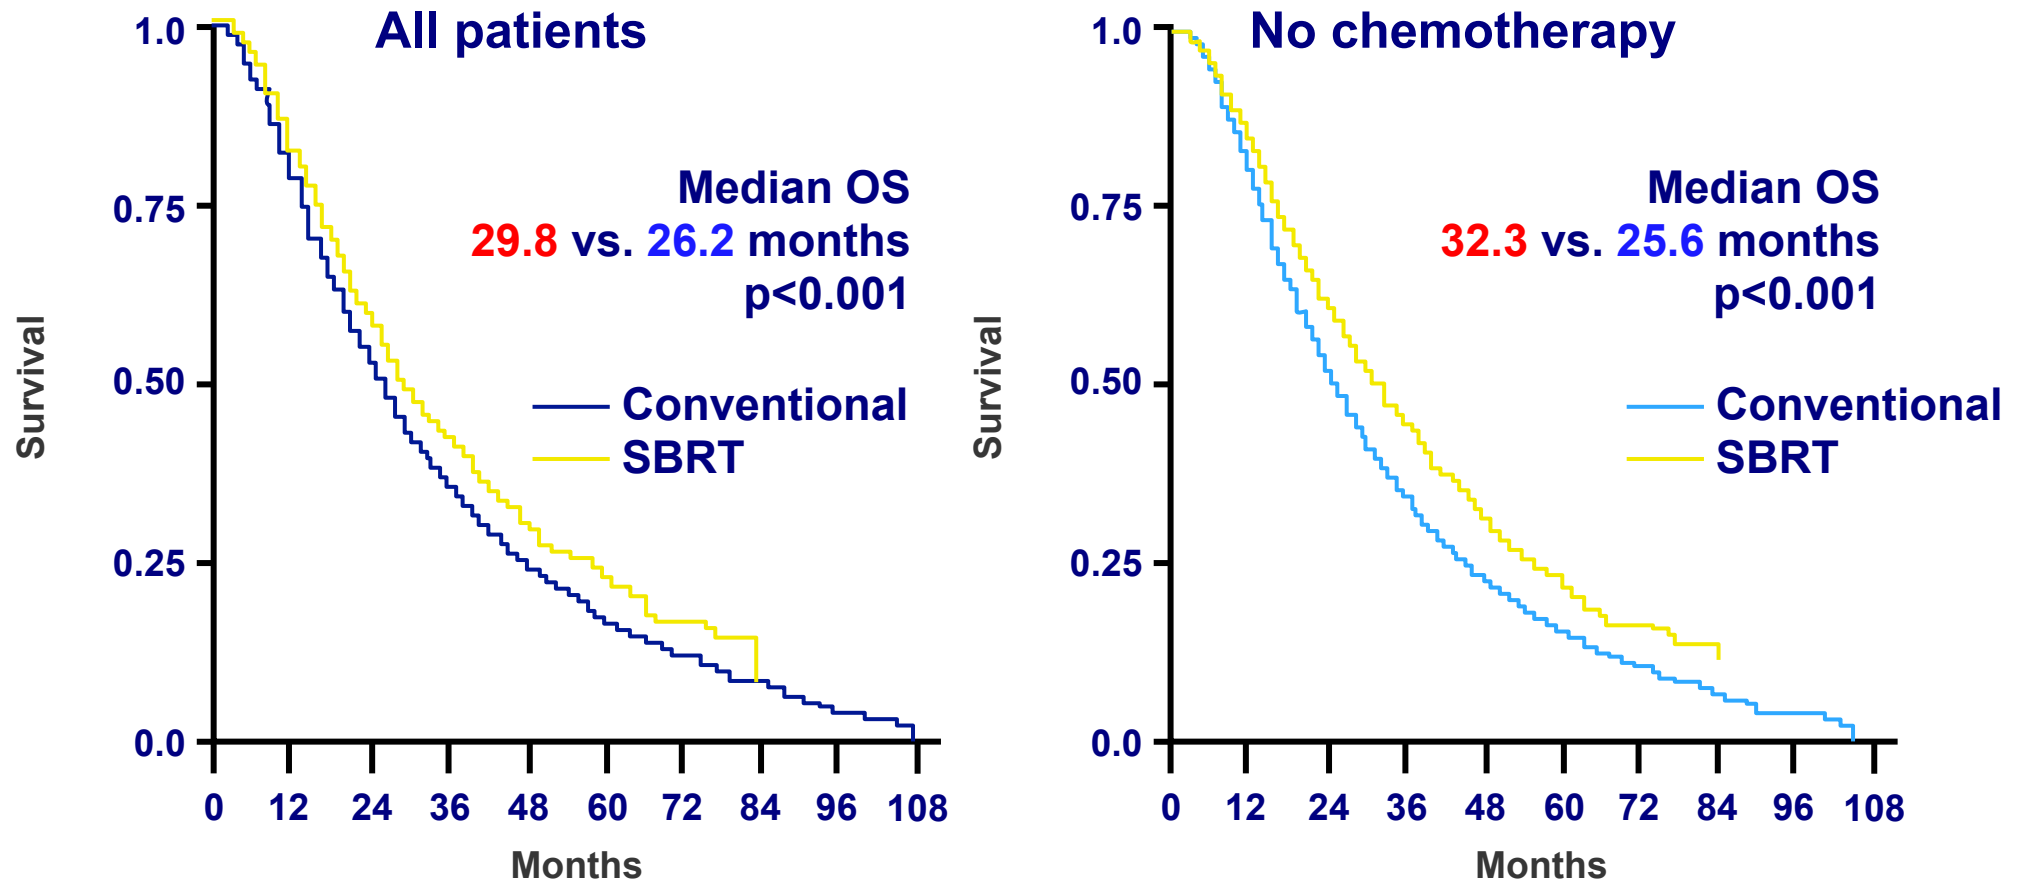 All patients
1.0
0.75
0.50
0.25
0.0
Survival
Median OS
29.8 vs. 26.2 months
p<0.001
Conventional
SBRT
0 12 24 36 48 60 72 84 96 108
Months
No chemotherapy
1.0
0.75
0.50
0.25
0.0
Survival
Median OS
32.3 vs. 25.6 months
p<0.001
Conventional
SBRT
0 12 24 36 48 60 72 84 96 108
Months